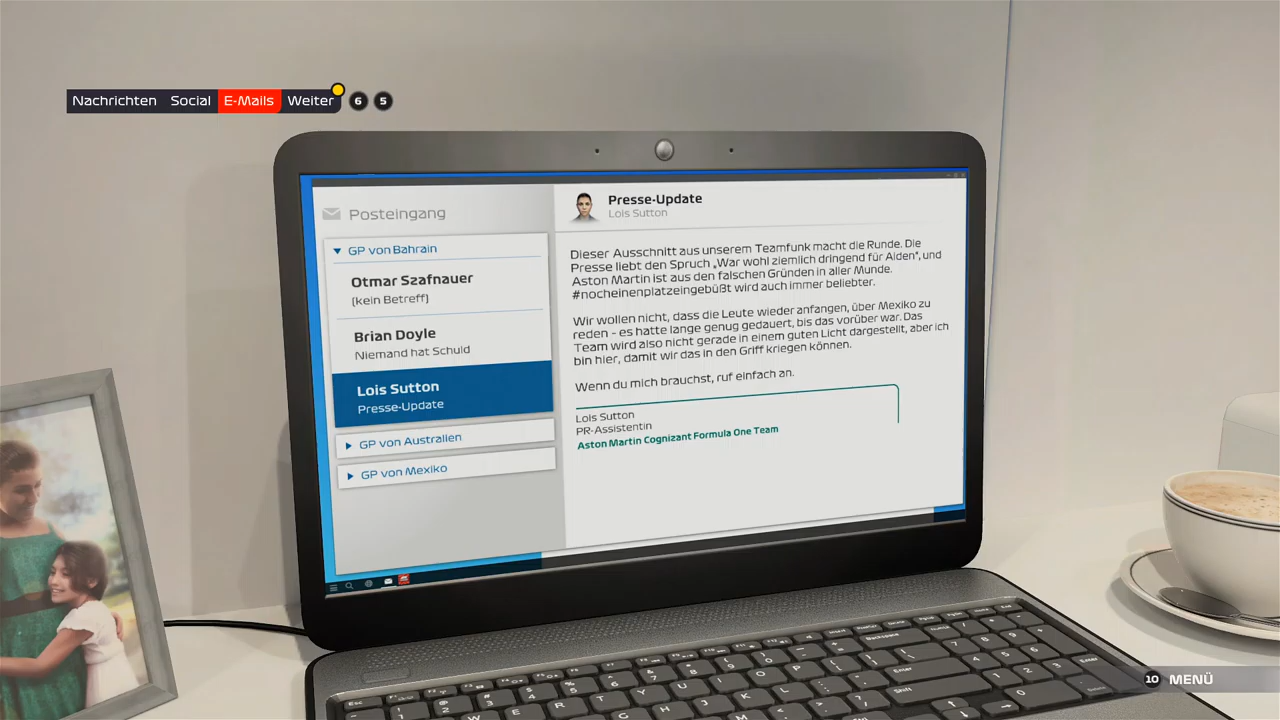 Nachrichten Social E-Mails Weiter 6 5
Posteingang
GP von Bahrain
Otmar Szafnauer
(kein Betreff)
Brian Doyle
Niemand hat Schuld
Lois Sutton
Presse-Update
GP von Australien
GP von Mexiko
Presse-Update
Lois Sutton
Dieser Ausschnitt aus unserem Teamfunk macht die Runde. Die
Presse liebt den Spruch „War wohl ziemlich dringend für Aiden“, und
Aston Martin ist aus den falschen Gründen in aller Munde.
#nocheinenplatzeingebüßt wird auch immer beliebter.
Wir wollen nicht, dass die Leute wieder anfangen, über Mexiko zu
reden - es hatte lange genug gedauert, bis das vorüber war. Das
Team wird also nicht gerade in einem guten Licht dargestellt, aber ich
bin hier, damit wir das in den Griff kriegen können.
Wenn du mich brauchst, ruf einfach an.
Lois Sutton
PR-Assistentin
Aston Martin Cognizant Formula One Team
10 MENÜ